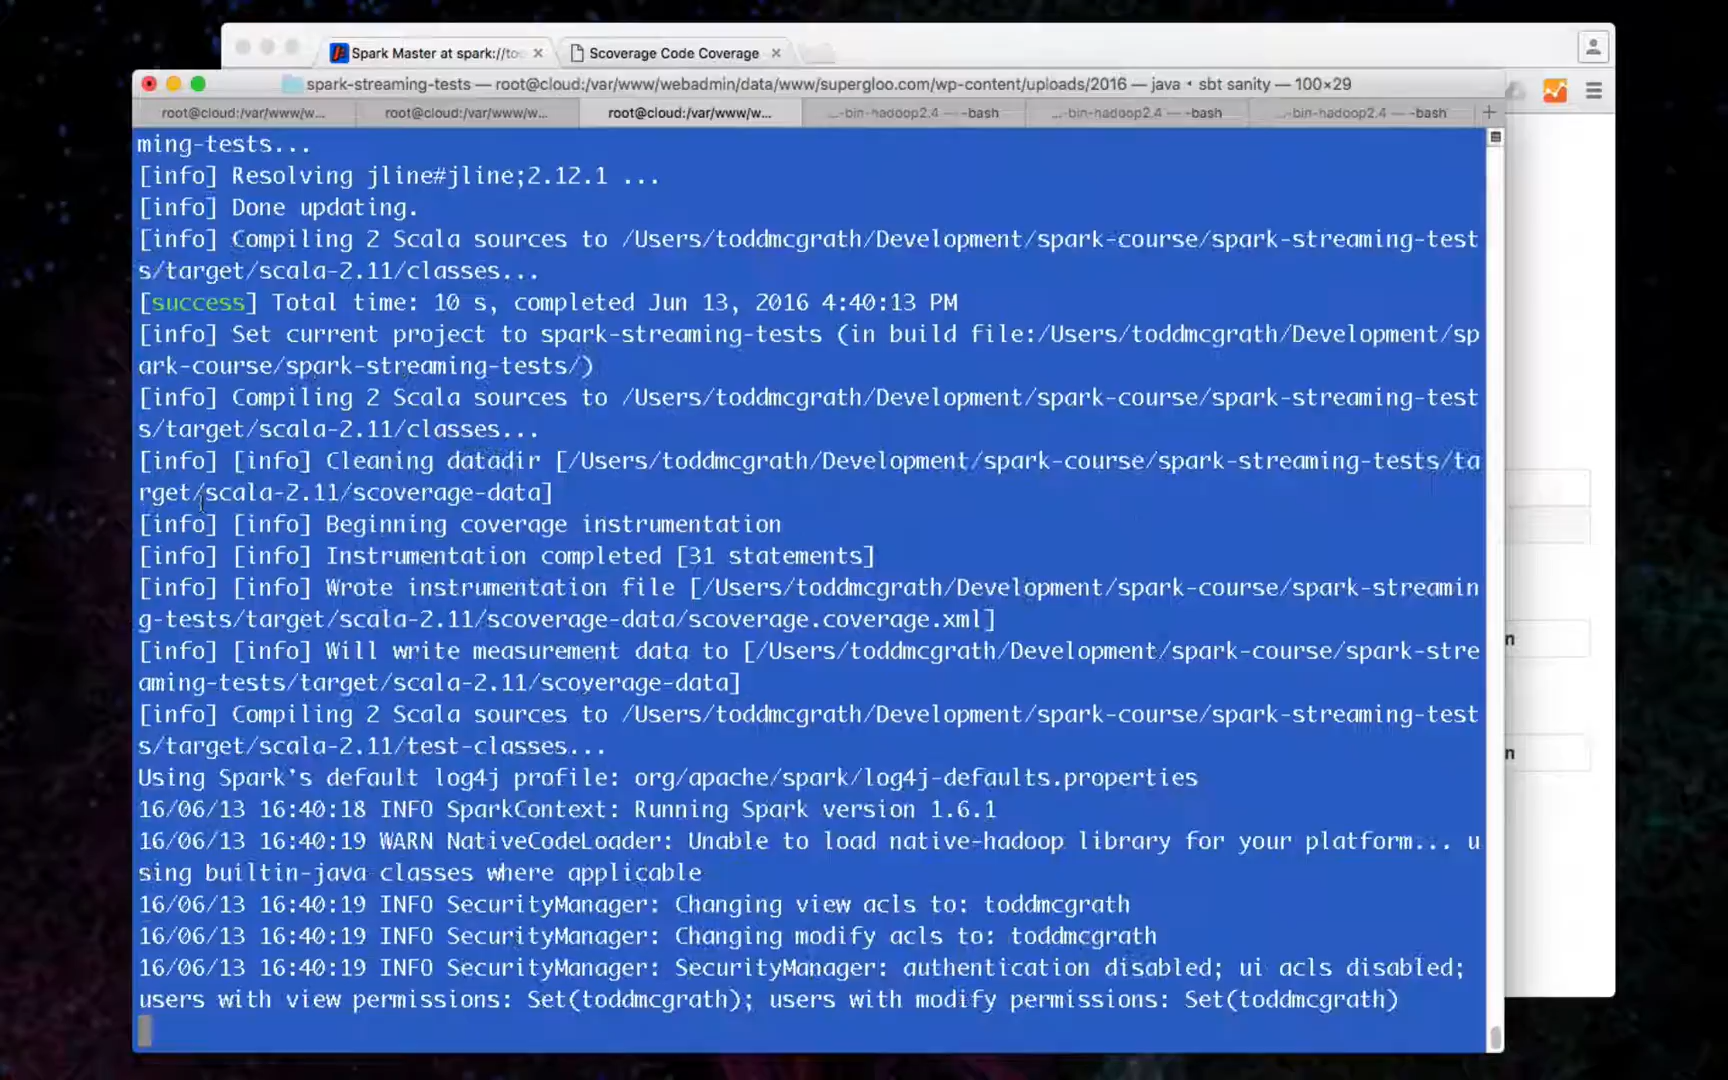 Spark Master at spark://to
Scoverage Code Coverage
spark-streaming-tests — root@cloud:/var/www/webadmin/data/www/supergloo.com/wp-content/uploads/2016 — java • sbt sanity — 100×29
root@cloud:/var/www/w... root@cloud:/var/www/w... root@cloud:/var/www/w... ...-bin-hadoop2.4 — -bash ...-bin-hadoop2.4 — -bash ...-bin-hadoop2.4 — -bash +
ming-tests...
[info] Resolving jline#jline;2.12.1 ...
[info] Done updating.
[info] Compiling 2 Scala sources to /Users/toddmcgrath/Development/spark-course/spark-streaming-test
s/target/scala-2.11/classes...
[success] Total time: 10 s, completed Jun 13, 2016 4:40:13 PM
[info] Set current project to spark-streaming-tests (in build file:/Users/toddmcgrath/Development/sp
ark-course/spark-streaming-tests/)
[info] Compiling 2 Scala sources to /Users/toddmcgrath/Development/spark-course/spark-streaming-test
s/target/scala-2.11/classes...
[info] [info] Cleaning datadir [/Users/toddmcgrath/Development/spark-course/spark-streaming-tests/ta
rget/scala-2.11/scoverage-data]
[info] [info] Beginning coverage instrumentation
[info] [info] Instrumentation completed [31 statements]
[info] [info] Wrote instrumentation file [/Users/toddmcgrath/Development/spark-course/spark-streamin
g-tests/target/scala-2.11/scoverage-data/scoverage.coverage.xml]
[info] [info] Will write measurement data to [/Users/toddmcgrath/Development/spark-course/spark-stre
aming-tests/target/scala-2.11/scoverage-data]
[info] Compiling 2 Scala sources to /Users/toddmcgrath/Development/spark-course/spark-streaming-test
s/target/scala-2.11/test-classes...
Using Spark's default log4j profile: org/apache/spark/log4j-defaults.properties
16/06/13 16:40:18 INFO SparkContext: Running Spark version 1.6.1
16/06/13 16:40:19 WARN NativeCodeLoader: Unable to load native-hadoop library for your platform... u
sing builtin-java classes where applicable
16/06/13 16:40:19 INFO SecurityManager: Changing view acls to: toddmcgrath
16/06/13 16:40:19 INFO SecurityManager: Changing modify acls to: toddmcgrath
16/06/13 16:40:19 INFO SecurityManager: SecurityManager: authentication disabled; ui acls disabled;
users with view permissions: Set(toddmcgrath); users with modify permissions: Set(toddmcgrath)
n
n